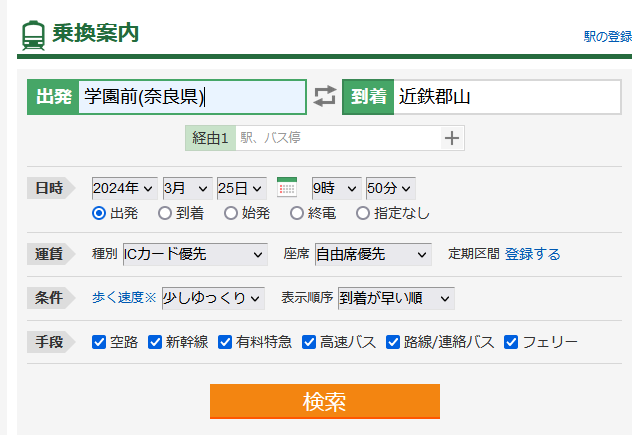 乗換案内
駅の登録
出発 学園前(奈良県) 到着 近鉄郡山
経由1 駅、バス停
日時 2024年 3月 25日 9時 50分
出発 到着 始発 終電 指定なし
運賃 種別 ICカード優先 座席 自由席優先 定期区間 登録する
条件 歩く速度※ 少しゆっくり 表示順序 到着が早い順
手段 空路 新幹線 有料特急 高速バス 路線/連絡バス フェリー
検索